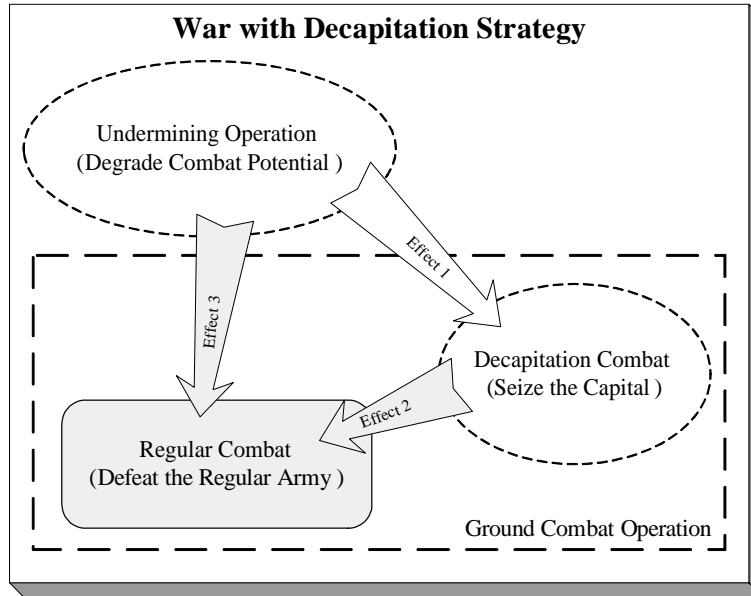 War with Decapitation Strategy
Undermining Operation
(Degrade Combat Potential )
Effect 1
Effect 3
Decapitation Combat
(Seize the Capital )
Effect 2
Regular Combat
(Defeat the Regular Army )
Ground Combat Operation